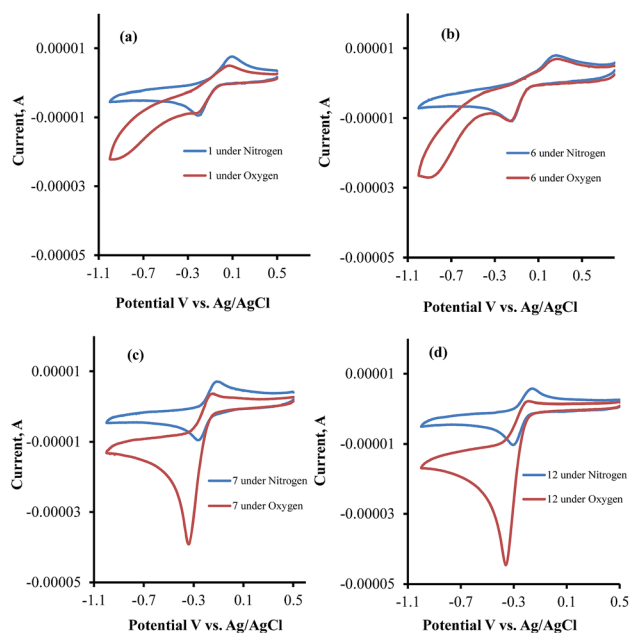 (a)
0.00001
-0.00001
-0.00003
-0.00005
Current, A
1 under Nitrogen
1 under Oxygen
-1.1 -0.7 -0.3 0.1 0.5
Potential V vs. Ag/AgCl
(b)
0.00001
-0.00001
-0.00003
-0.00005
Current, A
6 under Nitrogen
6 under Oxygen
-1.1 -0.7 -0.3 0.1 0.5
Potential V vs. Ag/AgCl
(c)
0.00001
-0.00001
-0.00003
-0.00005
Current, A
7 under Nitrogen
7 under Oxygen
-1.1 -0.7 -0.3 0.1 0.5
Potential V vs. Ag/AgCl
(d)
0.00001
-0.00001
-0.00003
-0.00005
Current, A
12 under Nitrogen
12 under Oxygen
-1.1 -0.7 -0.3 0.1 0.5
Potential V vs. Ag/AgCl